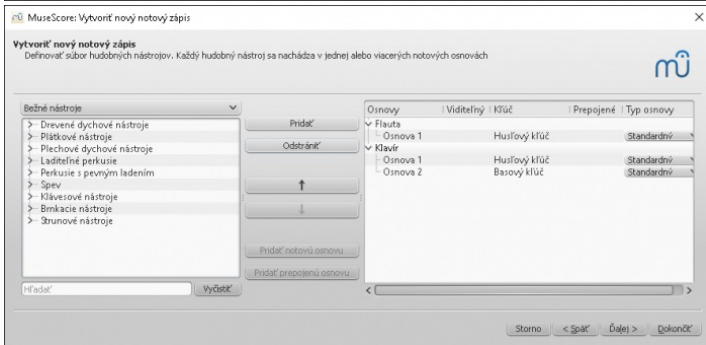 MuseScore: Vytvoriť nový notový zápis
Vytvoriť nový notový zápis
Definovať súbor hudobných nástrojov. Každý hudobný nástroj sa nachádza v jednej alebo viacerých notových osnovách
Bežné nástroje
Drevené dychové nástroje
Plátkové nástroje
Plechové dychové nástroje
Laditeľné perkusie
Perkusie s pevným ladením
Spev
Klávesové nástroje
Brnkacie nástroje
Strunové nástroje
Hľadať
Vyčistiť
Pridať
Odstrániť
Pridať notovú osnovu
Pridať prepojenú osnovu
Osnovy Viditeľný Kľúč Prepojené Typ osnovy
Flauta
Osnova 1 Husľový kľúč Štandardný
Klavír
Osnova 1 Husľový kľúč Štandardný
Osnova 2 Basový kľúč Štandardný
Storno < Späť Ďalej > Dokončiť